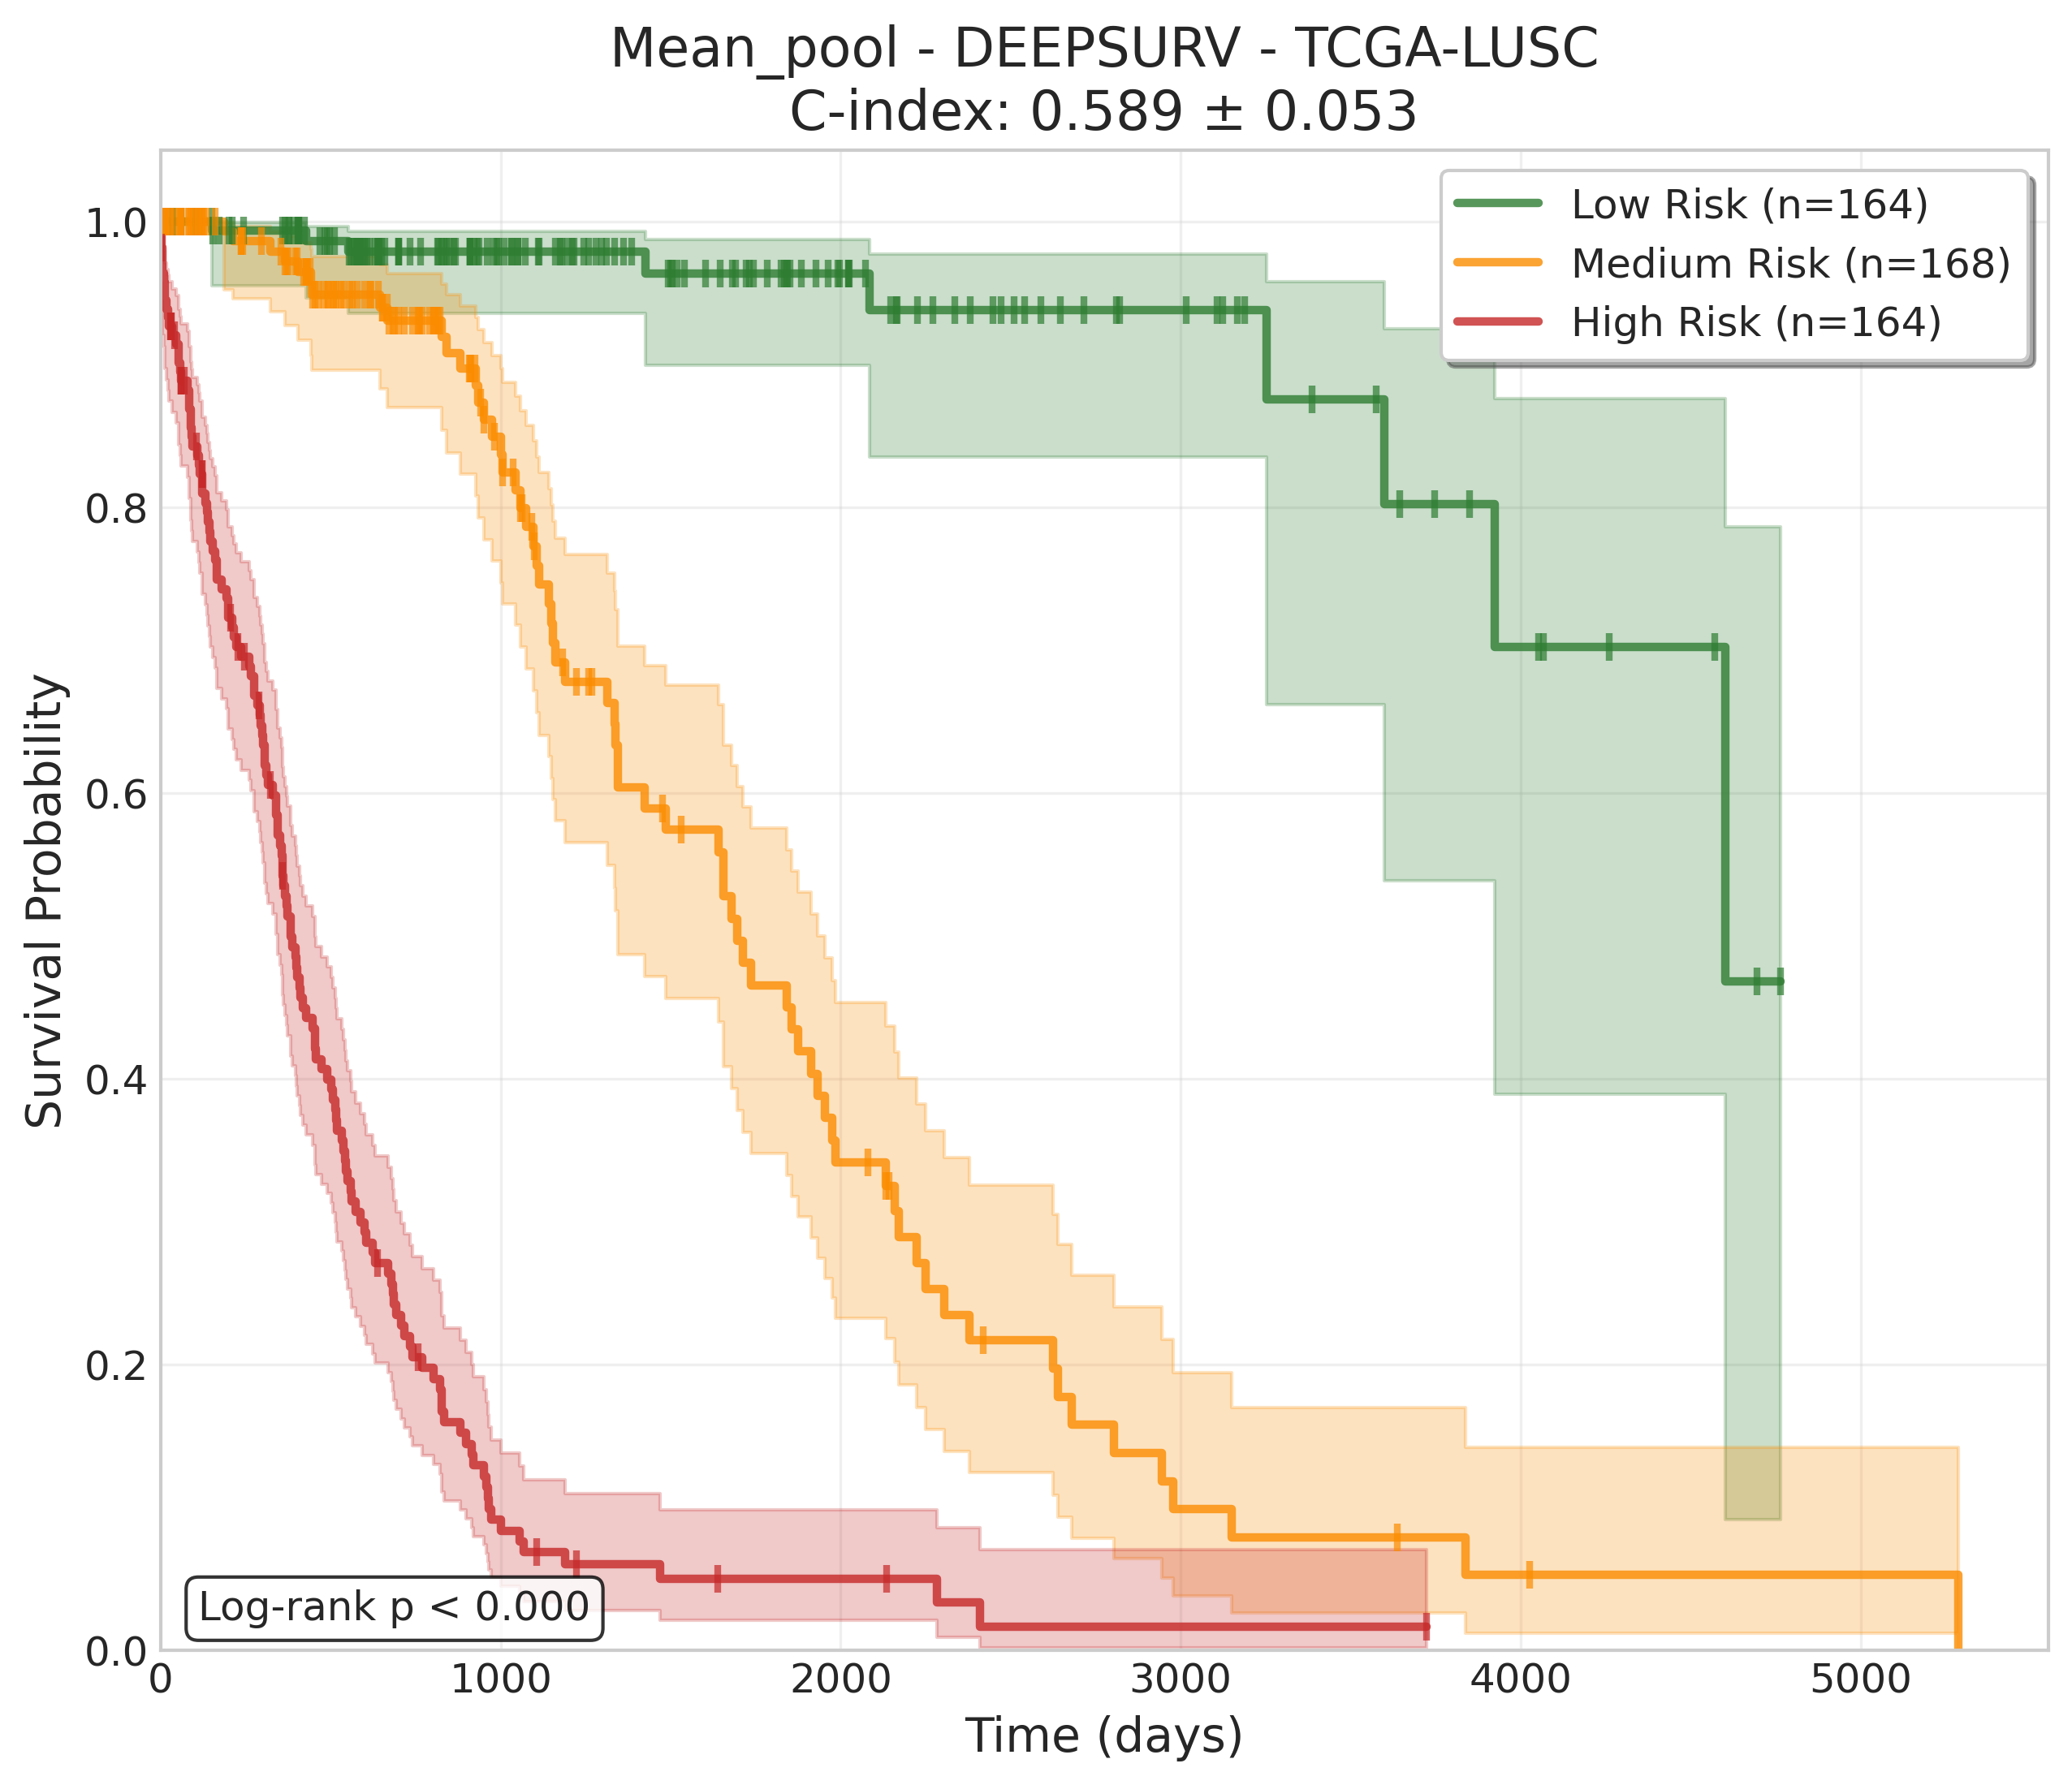 Mean_pool - DEEPSURV - TCGA-LUSC
C-index: 0.589 ± 0.053
Low Risk (n=164)
Medium Risk (n=168)
High Risk (n=164)
Survival Probability
1.0
0.8
0.6
0.4
0.2
0.0
Log-rank p < 0.000
0 1000 2000 3000 4000 5000
Time (days)